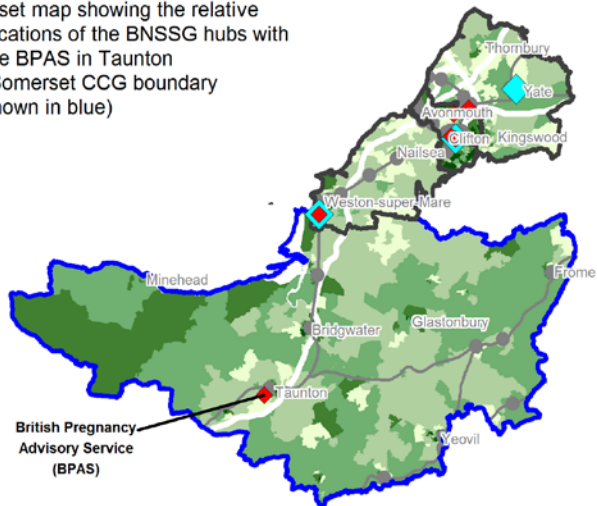 set map showing the relative
cations of the BNSSG hubs with
e BPAS in Taunton
Somerset CCG boundary
own in blue)
Thornbury
Yate
Avonmouth
Clifton
Kingswood
Nailsea
Weston-super-Mare
Minehead
Frome
Bridgwater
Glastonbury
Taunton
British Pregnancy
Advisory Service
(BPAS)
Yeovil